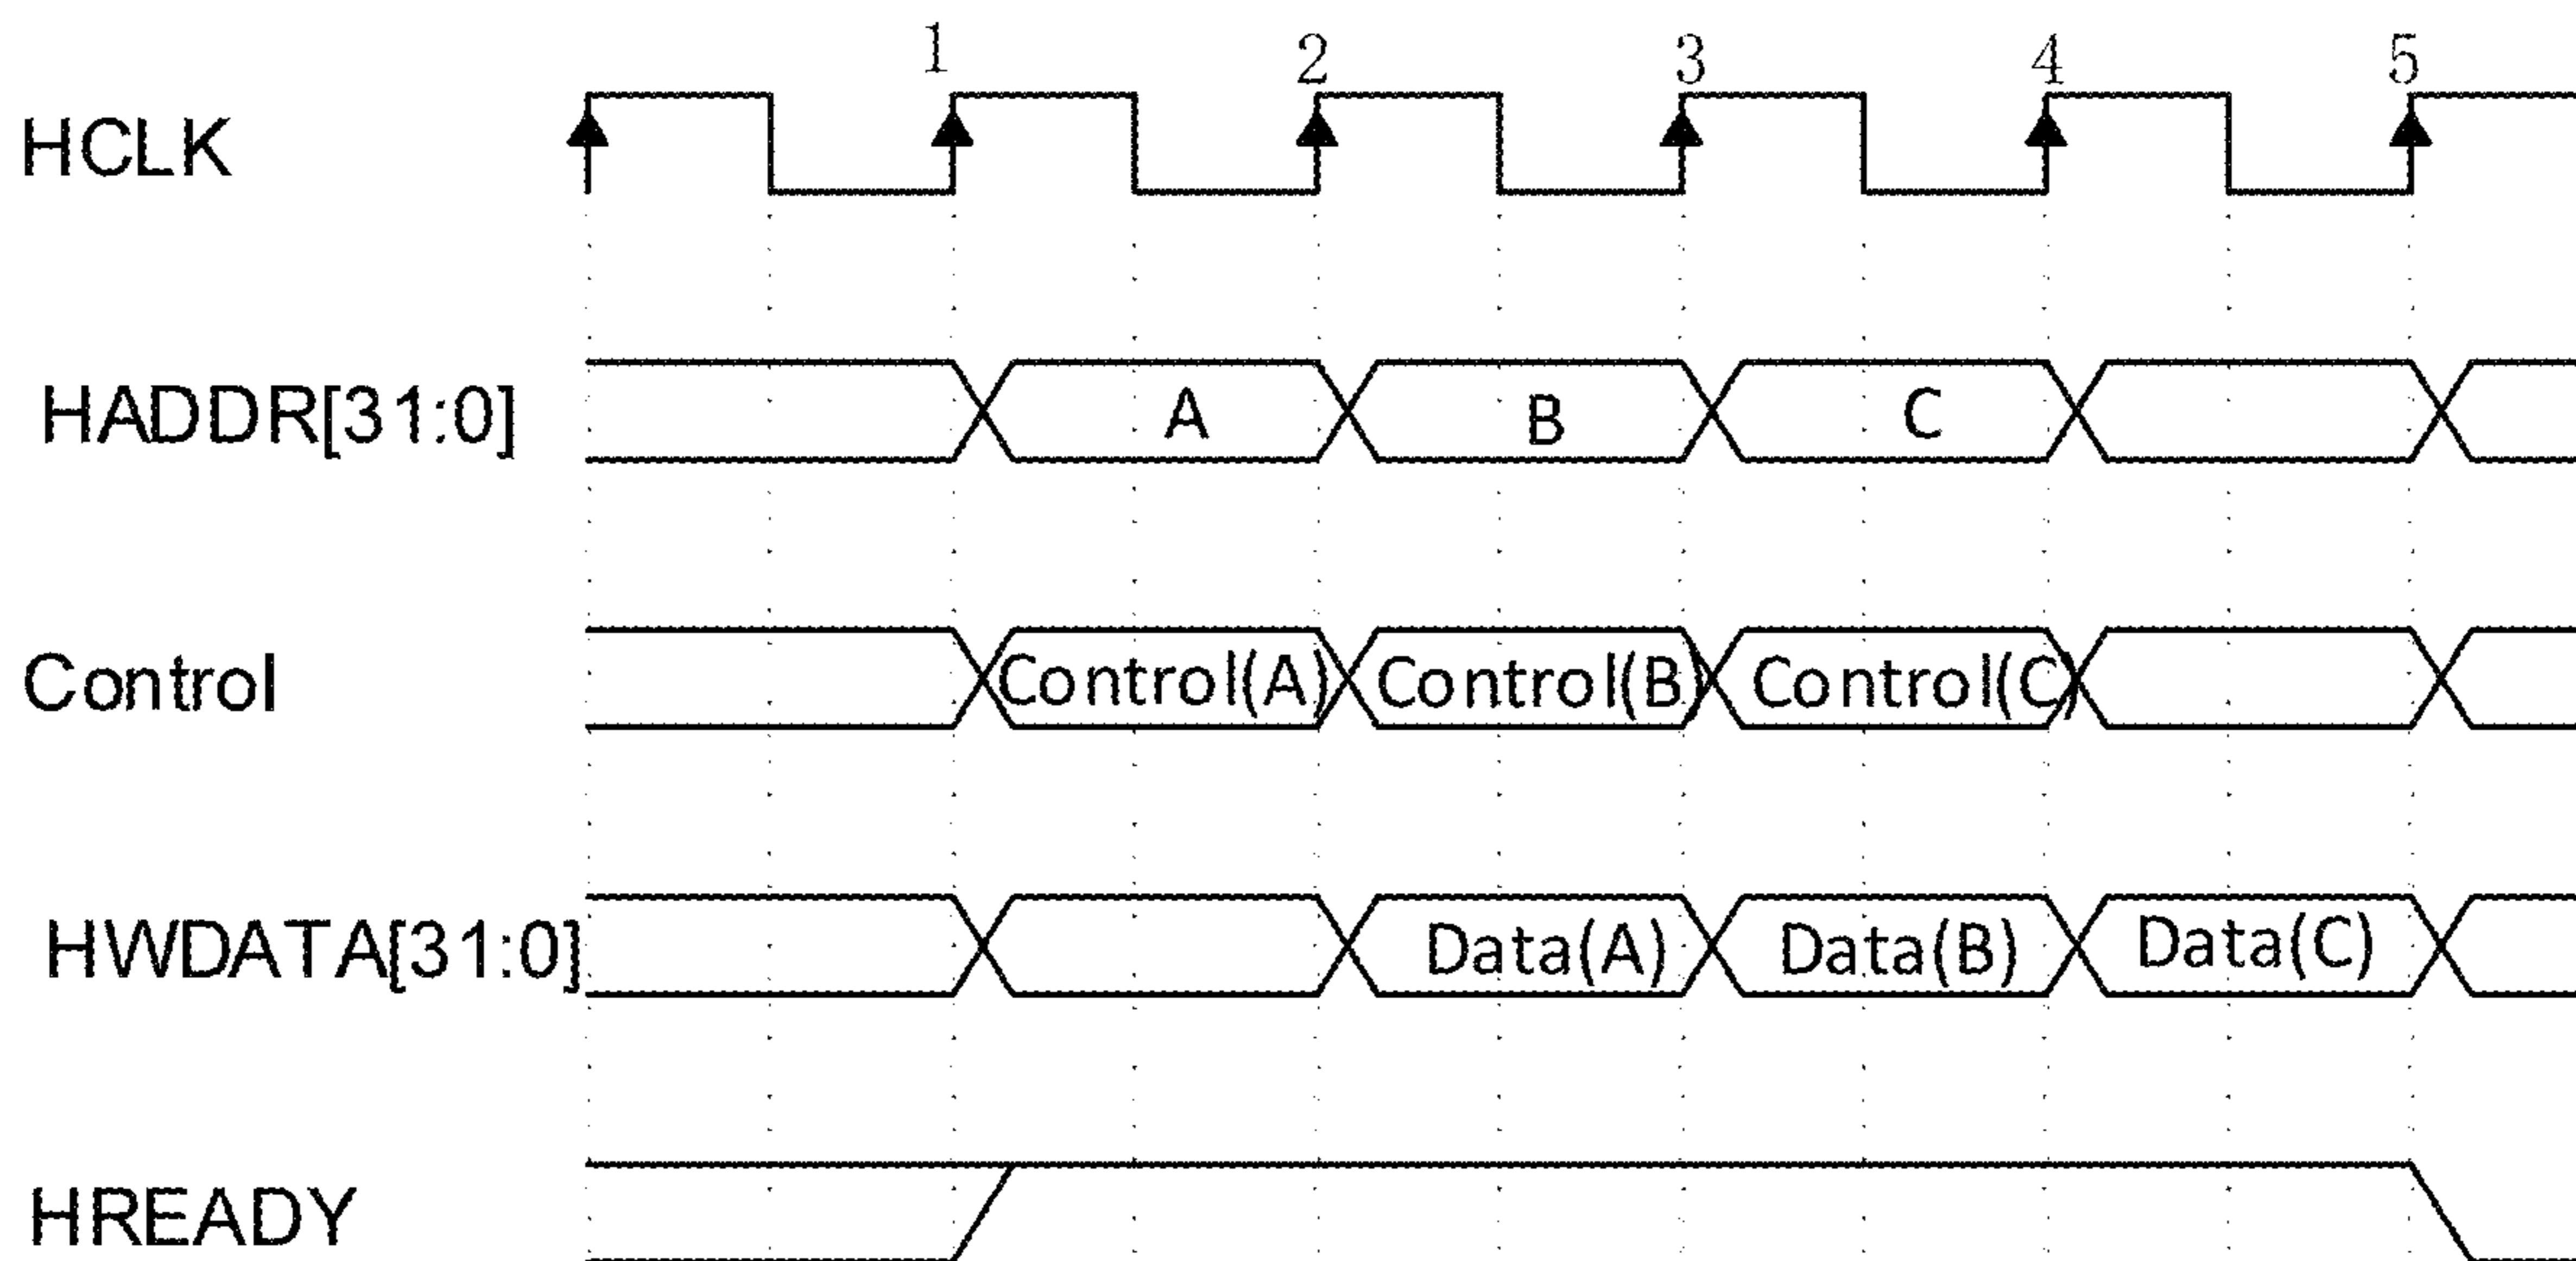 1 2 3 4 5
HCLK
HADDR[31:0] A B C
Control Control(A) Control(B) Control(C)
HWDATA[31:0] Data(A) Data(B) Data(C)
HREADY